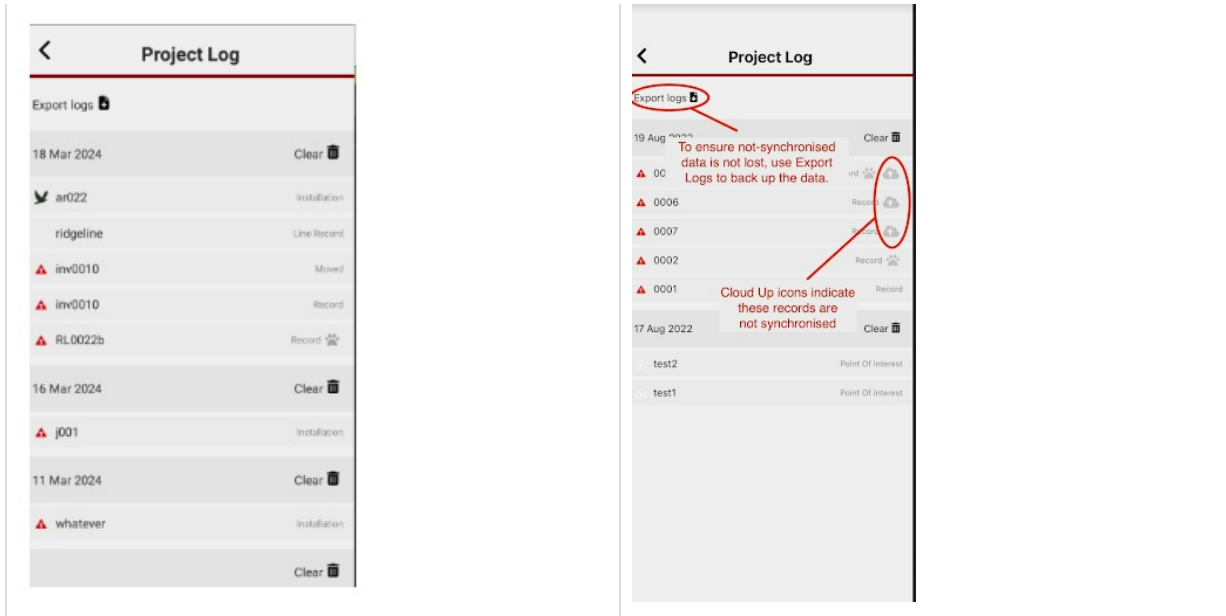 Project Log
Export logs
18 Mar 2024 Clear
ar022 Installation
ridgeline Line Record
inv0010 Moved
inv0010 Record
RL0022b Record
16 Mar 2024 Clear
j001 Installation
11 Mar 2024 Clear
whatever Installation
Clear
Project Log
Export logs
19 Aug 2022 Clear
To ensure not-synchronised
data is not lost, use Export
Logs to back up the data.
00
0006 Record
0007 Record
0002 Record
0001 Record
Cloud Up icons indicate
these records are
not synchronised
17 Aug 2022 Clear
test2 Point Of Interest
test1 Point Of Interest